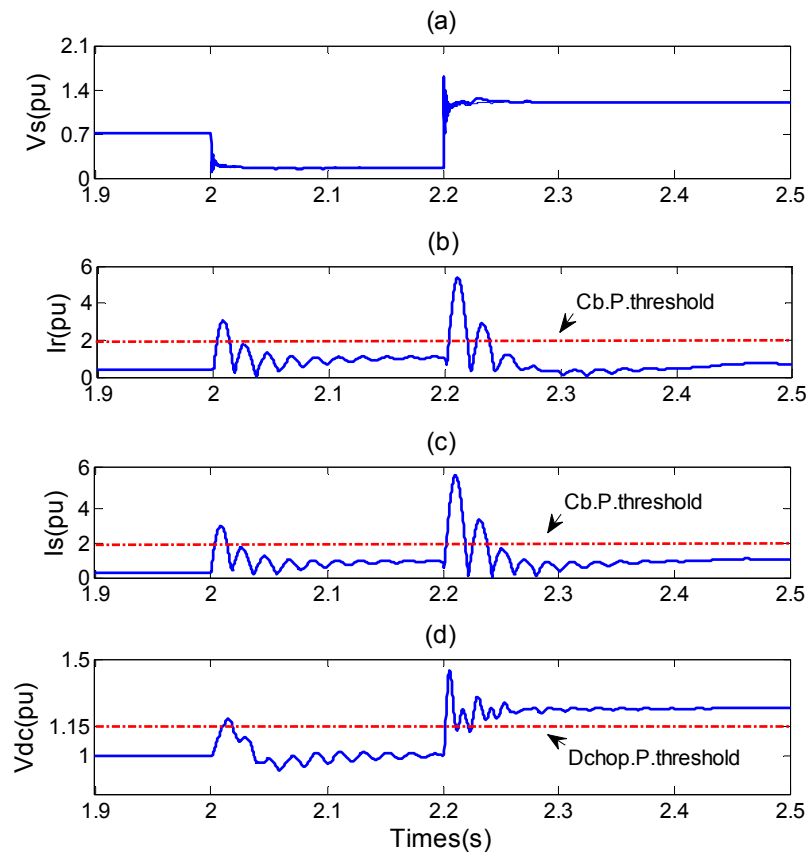 (a)
Vs(pu)
2.1
1.4
0.7
0
1.9 2 2.1 2.2 2.3 2.4 2.5
(b)
Ir(pu)
6
4
2
0
Cb.P.threshold
1.9 2 2.1 2.2 2.3 2.4 2.5
(c)
Is(pu)
6
4
2
0
Cb.P.threshold
1.9 2 2.1 2.2 2.3 2.4 2.5
(d)
Vdc(pu)
1.5
1.15
1
Dchop.P.threshold
1.9 2 2.1 2.2 2.3 2.4 2.5
Times(s)